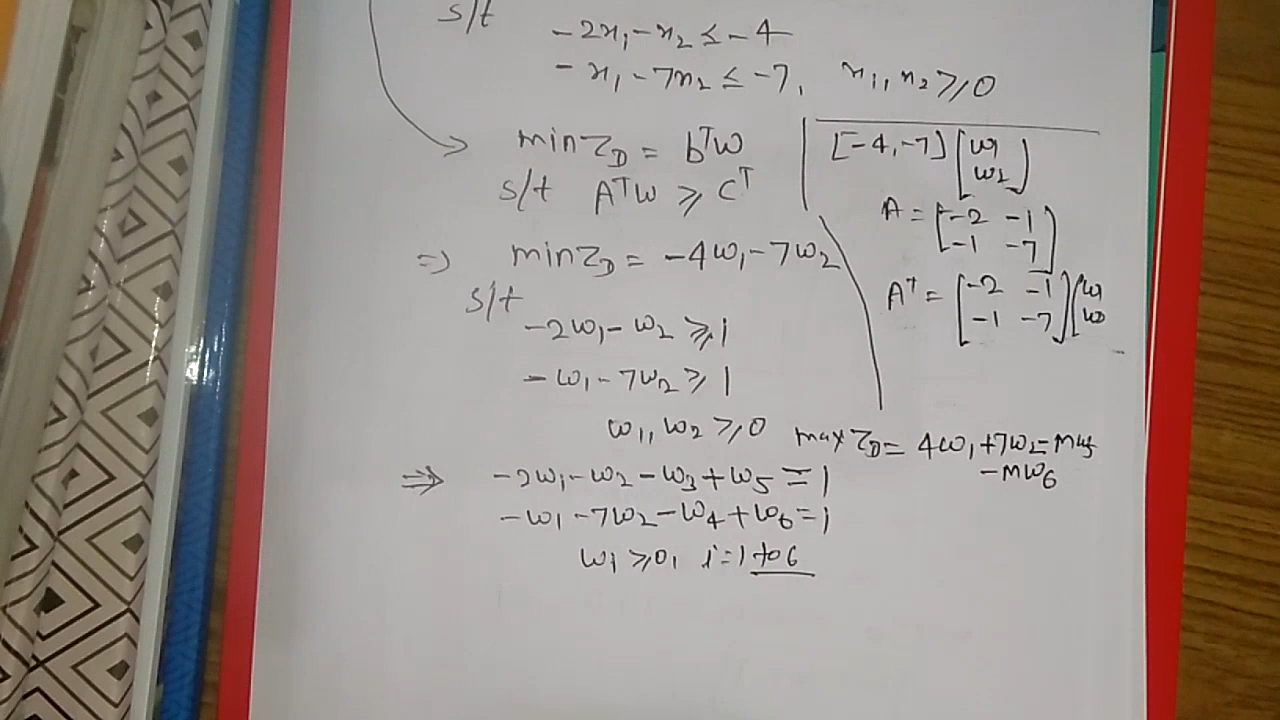 s/t
-2x₁ - x₂ ≤ -4
-x₁ - 7x₂ ≤ -7, x₁, x₂ ≥ 0
min Z_D = bᵀw
s/t Aᵀw ≥ Cᵀ
⇒ min Z_D = -4w₁ - 7w₂
s/t
-2w₁ - w₂ ≥ 1
-w₁ - 7w₂ ≥ 1
w₁, w₂ ≥ 0
⇒ -2w₁ - w₂ - w₃ + w₅ = 1
-w₁ - 7w₂ - w₄ + w₆ = 1
wi ≥ 0, i = 1 to 6
[-4, -7] [w₁
w₂]
A = [-2 -1
-1 -7]
Aᵀ = [-2 -1
-1 -7] [w₁
w]
max Z_D = 4w₁ + 7w₂ - Mw₅
- Mw₆